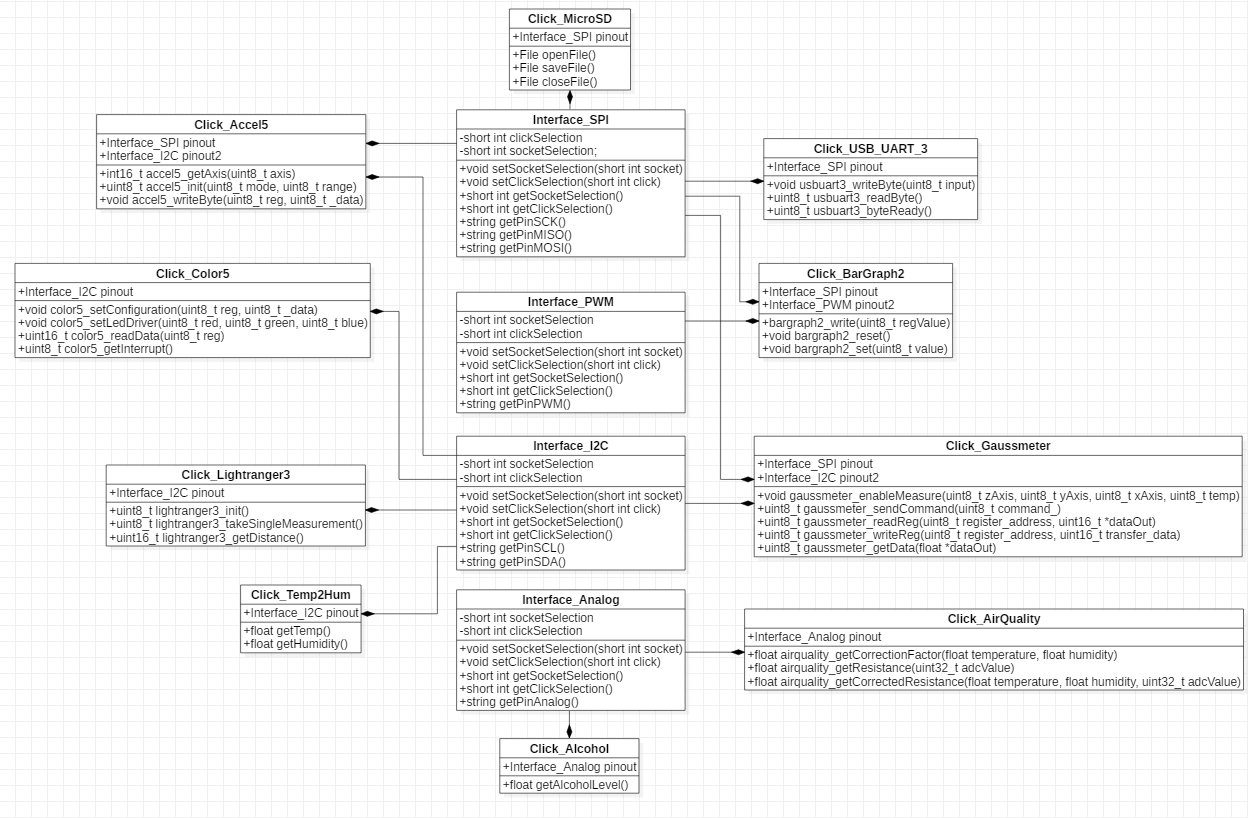 Click_MicroSD
+Interface_SPI pinout
+File openFile()
+File saveFile()
+File closeFile()
Click_Accel5
+Interface_SPI pinout
+Interface_I2C pinout2
+int16_t accel5_getAxis(uint8_t axis)
+uint8_t accel5_init(uint8_t mode, uint8_t range)
+void accel5_writeByte(uint8_t reg, uint8_t _data)
Interface_SPI
-short int clickSelection
-short int socketSelection;
+void setSocketSelection(short int socket)
+void setClickSelection(short int click)
+short int getSocketSelection()
+short int getClickSelection()
+string getPinSCK()
+string getPinMISO()
+string getPinMOSI()
Click_USB_UART_3
+Interface_SPI pinout
+void usbuart3_writeByte(uint8_t input)
+uint8_t usbuart3_readByte()
+uint8_t usbuart3_byteReady()
Click_Color5
+Interface_I2C pinout
+void color5_setConfiguration(uint8_t reg, uint8_t _data)
+void color5_setLedDriver(uint8_t red, uint8_t green, uint8_t blue)
+uint16_t color5_readData(uint8_t reg)
+uint8_t color5_getInterrupt()
Interface_PWM
-short int socketSelection
-short int clickSelection
+void setSocketSelection(short int socket)
+void setClickSelection(short int click)
+short int getSocketSelection()
+short int getClickSelection()
+string getPinPWM()
Click_BarGraph2
+Interface_SPI pinout
+Interface_PWM pinout2
+bargraph2_write(uint8_t regValue)
+void bargraph2_reset()
+void bargraph2_set(uint8_t value)
Click_Lightranger3
+Interface_I2C pinout
+uint8_t lightranger3_init()
+uint8_t lightranger3_takeSingleMeasurement()
+uint16_t lightranger3_getDistance()
Interface_I2C
-short int socketSelection
-short int clickSelection
+void setSocketSelection(short int socket)
+void setClickSelection(short int click)
+short int getSocketSelection()
+short int getClickSelection()
+string getPinSCL()
+string getPinSDA()
Click_Gaussmeter
+Interface_SPI pinout
+Interface_I2C pinout2
+void gaussmeter_enableMeasure(uint8_t zAxis, uint8_t yAxis, uint8_t xAxis, uint8_t temp)
+uint8_t gaussmeter_sendCommand(uint8_t command_)
+uint8_t gaussmeter_readReg(uint8_t register_address, uint16_t *dataOut)
+uint8_t gaussmeter_writeReg(uint8_t register_address, uint16_t transfer_data)
+uint8_t gaussmeter_getData(float *dataOut)
Click_Temp2Hum
+Interface_I2C pinout
+float getTemp()
+float getHumidity()
Interface_Analog
-short int socketSelection
-short int clickSelection
+void setSocketSelection(short int socket)
+void setClickSelection(short int click)
+short int getSocketSelection()
+short int getClickSelection()
+string getPinAnalog()
Click_AirQuality
+Interface_Analog pinout
+float airquality_getCorrectionFactor(float temperature, float humidity)
+float airquality_getResistance(uint32_t adcValue)
+float airquality_getCorrectedResistance(float temperature, float humidity, uint32_t adcValue)
Click_Alcohol
+Interface_Analog pinout
+float getAlcoholLevel()